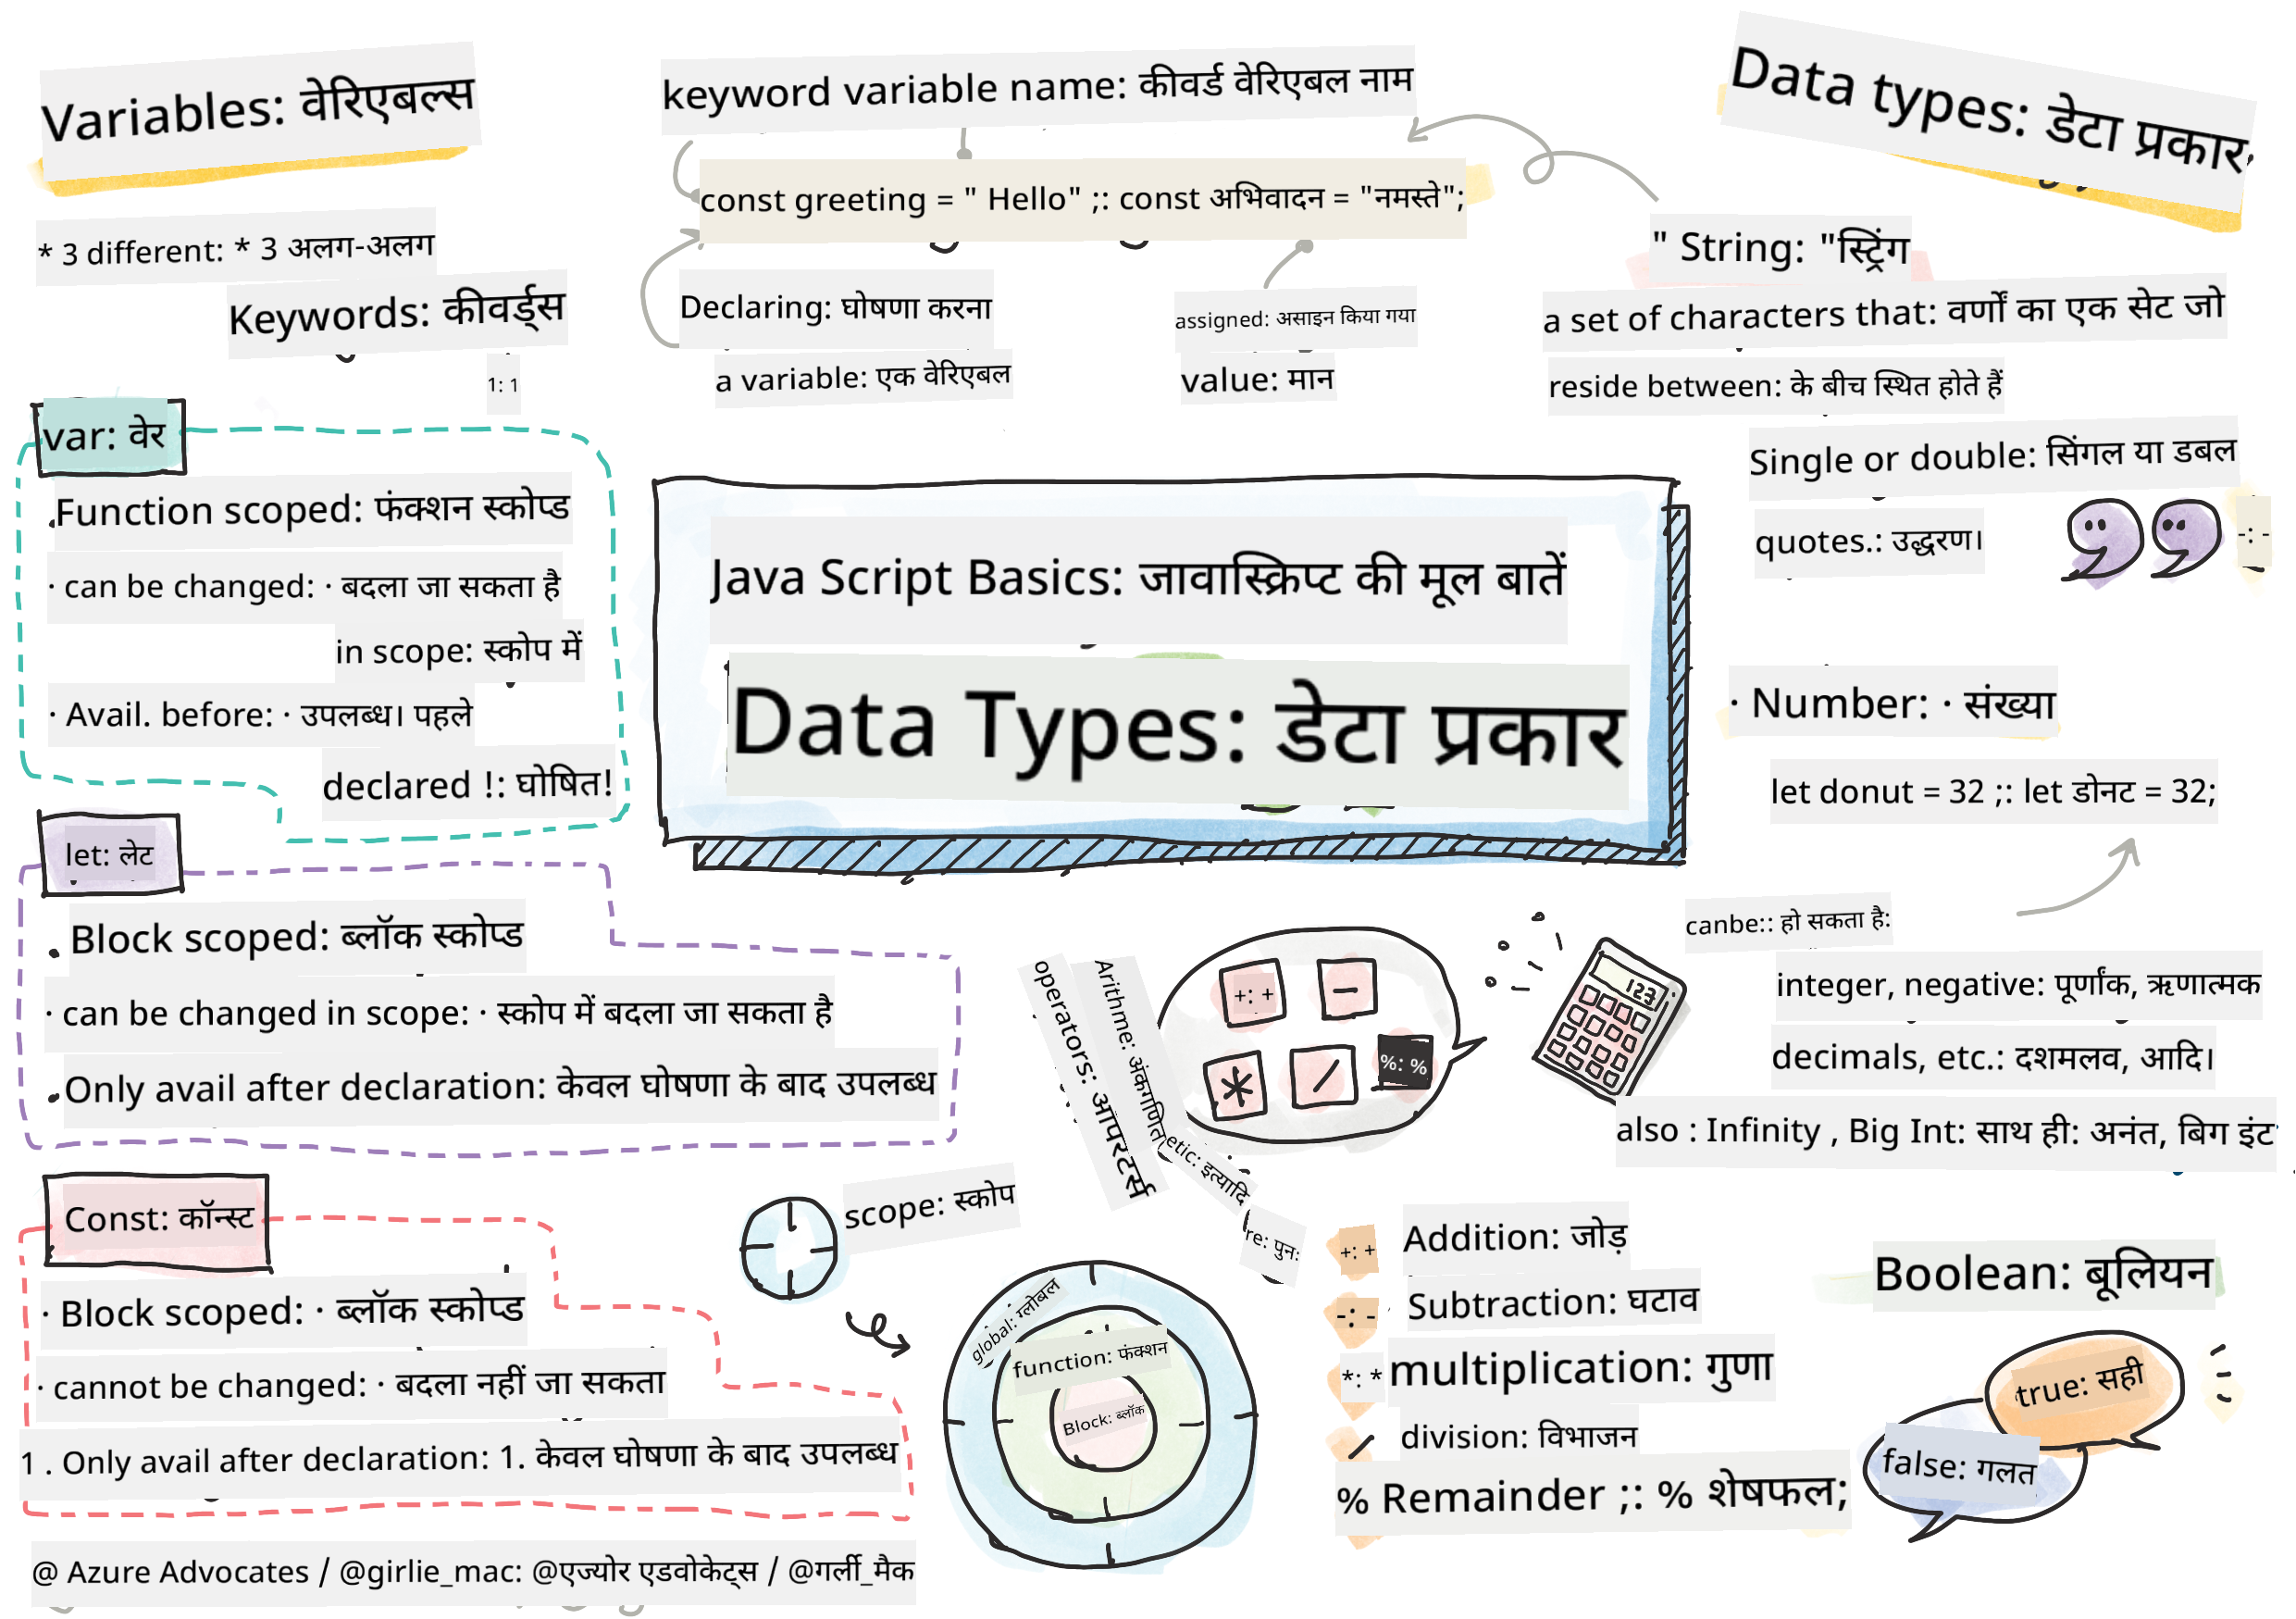 Variables: वेरिएबल्स
* 3 different: * 3 अलग-अलग
Keywords: कीवर्ड्स
1: 1
var: वेर
Function scoped: फंक्शन स्कोप्ड
· can be changed: · बदला जा सकता है
in scope: स्कोप में
· Avail. before: · उपलब्ध। पहले
declared !: घोषित!
let: लेट
Block scoped: ब्लॉक स्कोप्ड
· can be changed in scope: · स्कोप में बदला जा सकता है
Only avail after declaration: केवल घोषणा के बाद उपलब्ध
Const: कॉन्स्ट
· Block scoped: · ब्लॉक स्कोप्ड
· cannot be changed: · बदला नहीं जा सकता
1 . Only avail after declaration: 1. केवल घोषणा के बाद उपलब्ध
@ Azure Advocates / @girlie_mac: @एज्योर एडवोकेट्स / @गर्ली_मैक
keyword variable name: कीवर्ड वेरिएबल नाम
const greeting = " Hello" ;: const अभिवादन = "नमस्ते";
Declaring: घोषणा करना
a variable: एक वेरिएबल
assigned: असाइन किया गया
value: मान
Java Script Basics: जावास्क्रिप्ट की मूल बातें
Data Types: डेटा प्रकार
Arithme: अंकगणित
etic: इत्यादि
operators: ऑपरेटर्स
re: पुनः
+: +
−
*
/
%: %
123
scope: स्कोप
global: ग्लोबल
function: फंक्शन
Block: ब्लॉक
+: + Addition: जोड़
-: - Subtraction: घटाव
*: * multiplication: गुणा
/ division: विभाजन
% Remainder ;: % शेषफल;
Data types: डेटा प्रकार
" String: "स्ट्रिंग
a set of characters that: वर्णों का एक सेट जो
reside between: के बीच स्थित होते हैं
Single or double: सिंगल या डबल
quotes.: उद्धरण।
-: -
· Number: · संख्या
let donut = 32 ;: let डोनट = 32;
canbe:: हो सकता है:
integer, negative: पूर्णांक, ऋणात्मक
decimals, etc.: दशमलव, आदि।
also : Infinity , Big Int: साथ ही: अनंत, बिग इंट
Boolean: बूलियन
true: सही
false: गलत